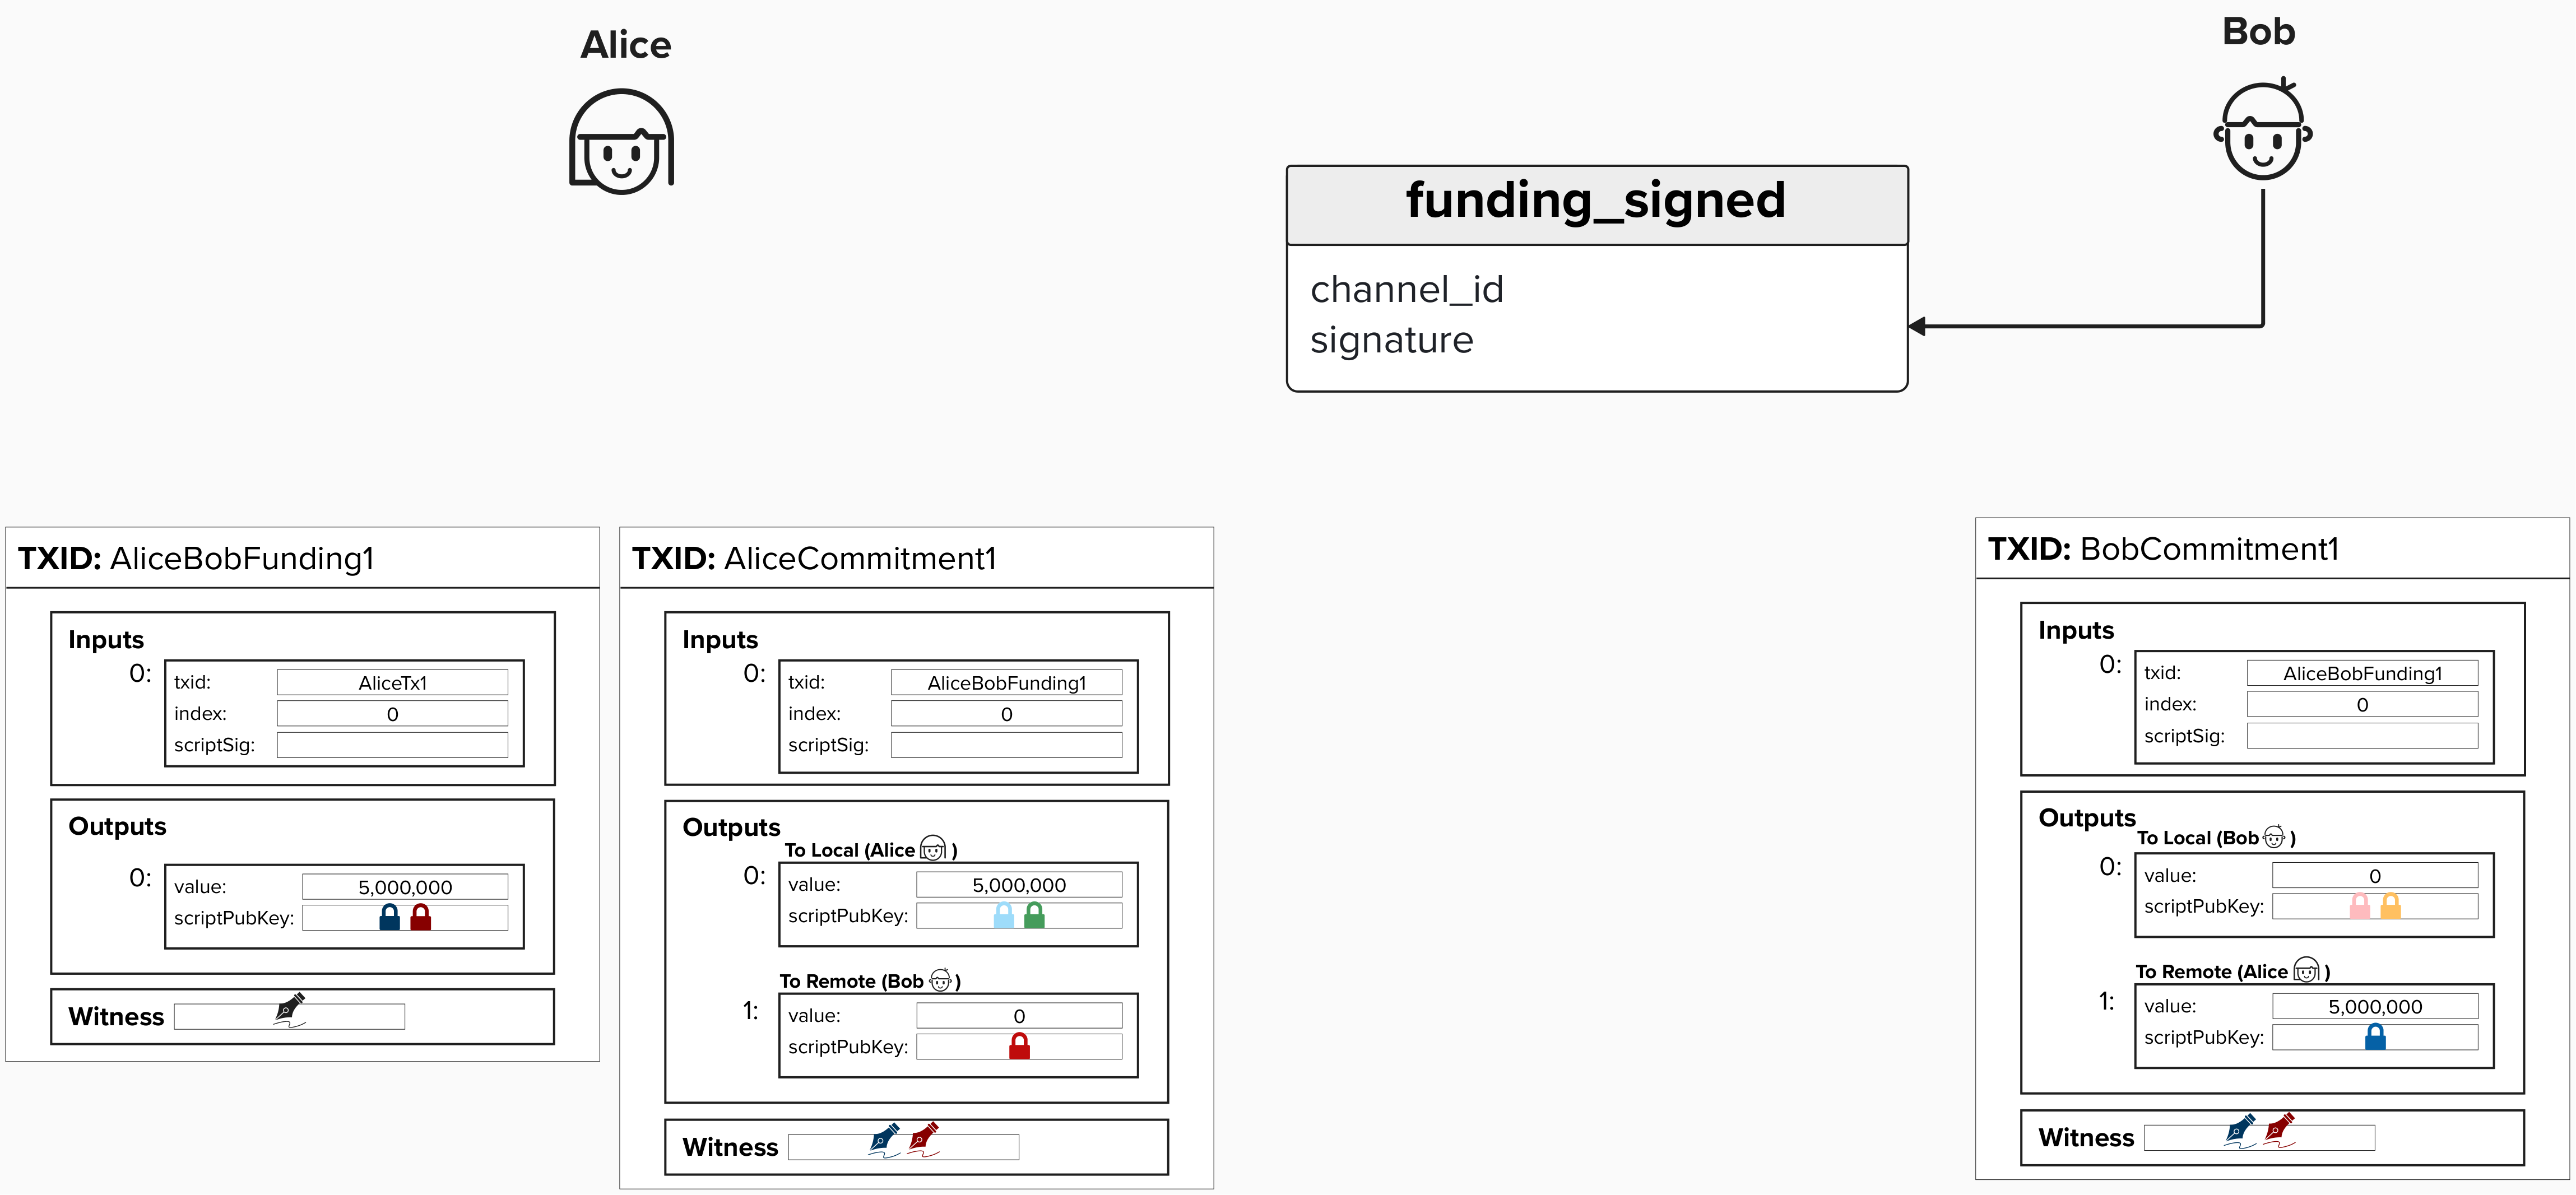 Alice
Bob
funding_signed
channel_id
signature
TXID: AliceBobFunding1
Inputs
0:
txid: AliceTx1
index: 0
scriptSig:
Outputs
0:
value: 5,000,000
scriptPubKey:
Witness
TXID: AliceCommitment1
Inputs
0:
txid: AliceBobFunding1
index: 0
scriptSig:
Outputs
To Local (Alice )
0:
value: 5,000,000
scriptPubKey:
To Remote (Bob )
1:
value: 0
scriptPubKey:
Witness
TXID: BobCommitment1
Inputs
0:
txid: AliceBobFunding1
index: 0
scriptSig:
Outputs
To Local (Bob )
0:
value: 0
scriptPubKey:
To Remote (Alice )
1:
value: 5,000,000
scriptPubKey:
Witness